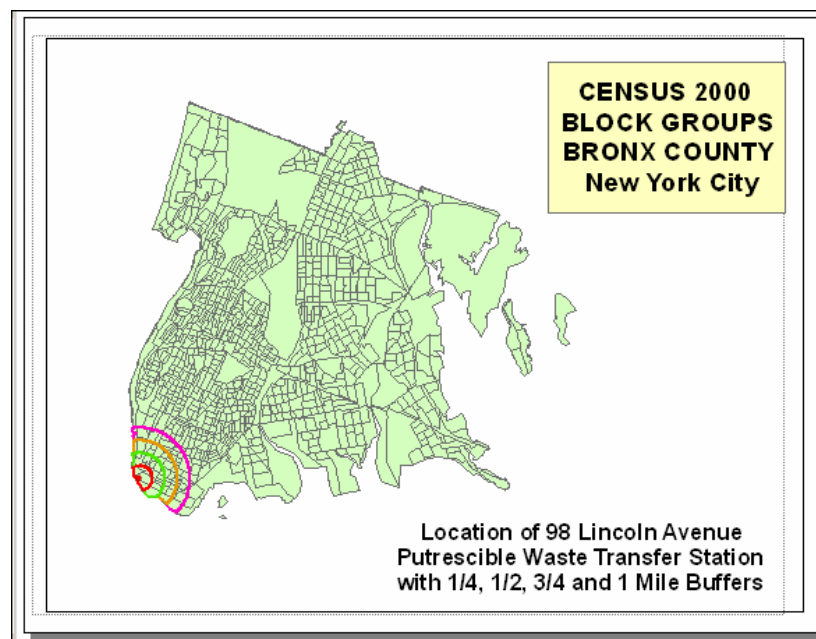 CENSUS 2000
BLOCK GROUPS
BRONX COUNTY
New York City
Location of 98 Lincoln Avenue
Putrescible Waste Transfer Station
with 1/4, 1/2, 3/4 and 1 Mile Buffers